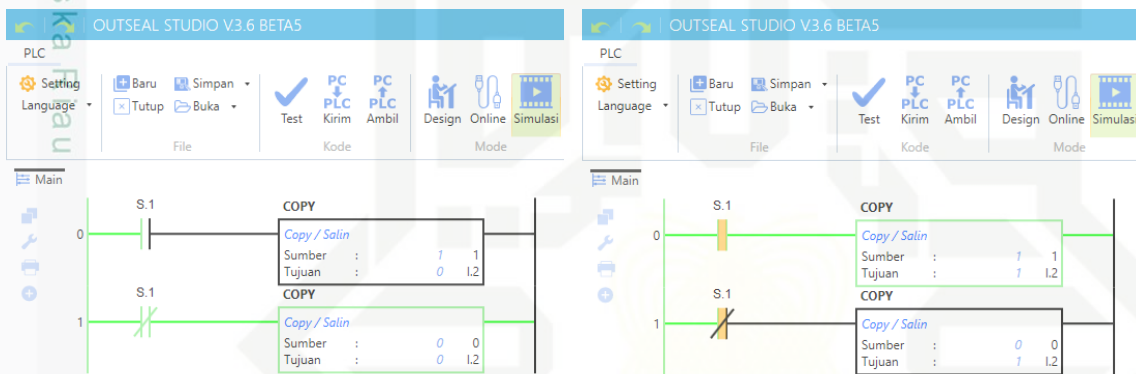 OUTSEAL STUDIO V.3.6 BETA5
PLC
Setting
Language
Baru
Simpan
Tutup
Buka
File
Test
PC PLC Kirim
PC PLC Ambil
Kode
Design
Online
Simulasi
Mode
Main
0
S.1
COPY
Copy / Salin
Sumber : 1 1
Tujuan : 0 I.2
1
S.1
COPY
Copy / Salin
Sumber : 0 0
Tujuan : 0 I.2
OUTSEAL STUDIO V.3.6 BETA5
PLC
Setting
Language
Baru
Simpan
Tutup
Buka
File
Test
PC PLC Kirim
PC PLC Ambil
Kode
Design
Online
Simulasi
Mode
Main
0
S.1
COPY
Copy / Salin
Sumber : 1 1
Tujuan : 1 I.2
1
S.1
COPY
Copy / Salin
Sumber : 0 0
Tujuan : 1 I.2